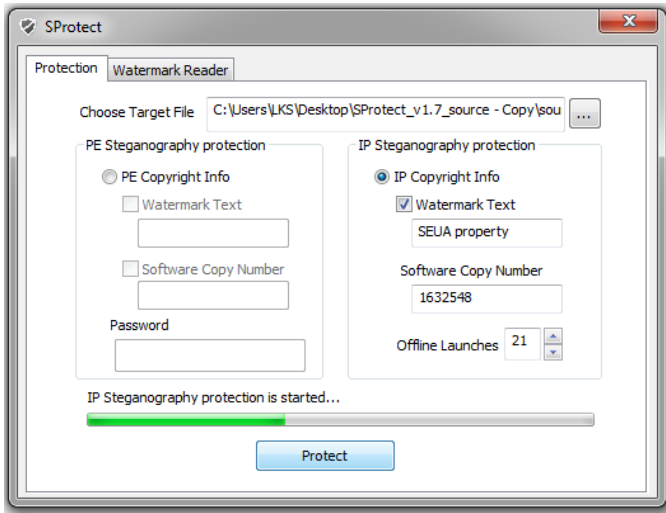 SProtect
Protection
Watermark Reader
Choose Target File
C:\Users\LKS\Desktop\SProtect_v1.7_source - Copy\sou
...
PE Steganography protection
PE Copyright Info
Watermark Text
Software Copy Number
Password
IP Steganography protection
IP Copyright Info
Watermark Text
SEUA property
Software Copy Number
1632548
Offline Launches
21
IP Steganography protection is started...
Protect